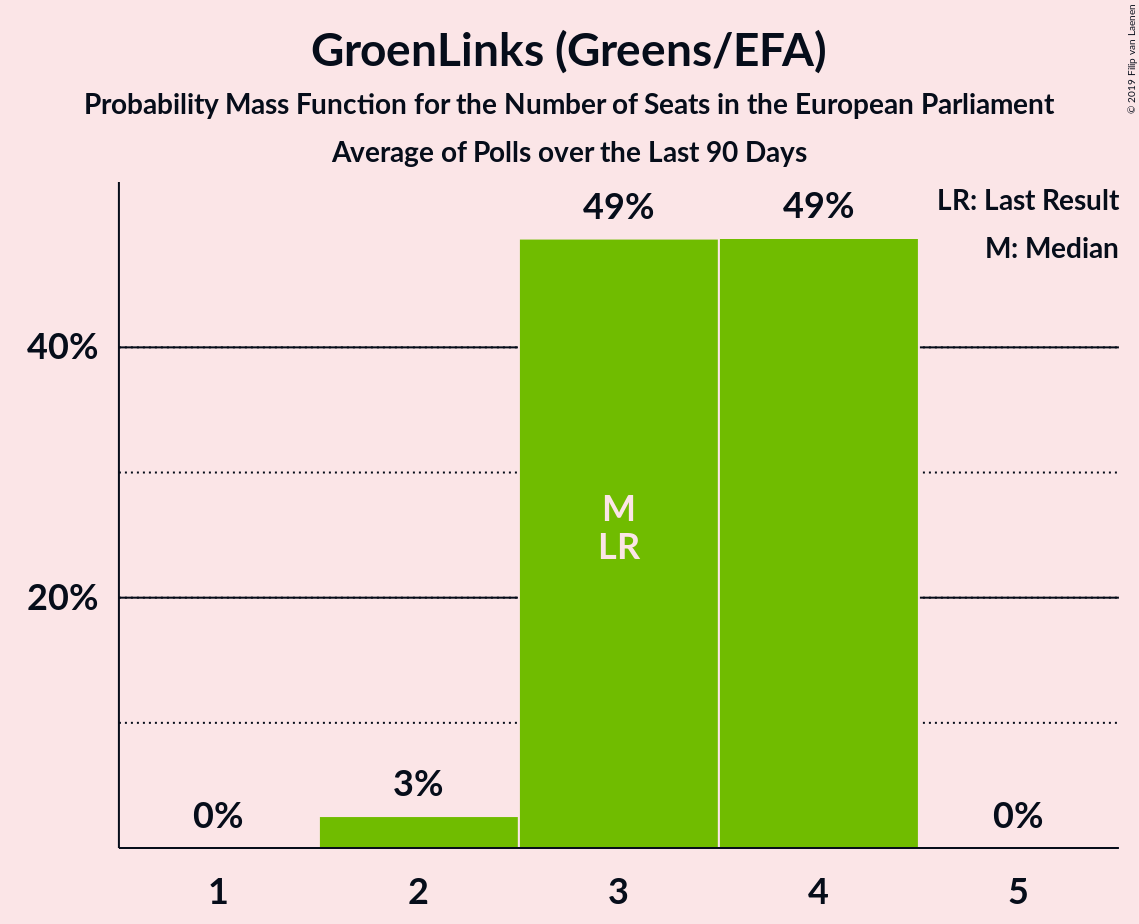 GroenLinks (Greens/EFA)
Probability Mass Function for the Number of Seats in the European Parliament
Average of Polls over the Last 90 Days
© 2019 Filip van Laenen
LR: Last Result
M: Median
49%
49%
40%
M
LR
20%
3%
0%
0%
1
2
3
4
5